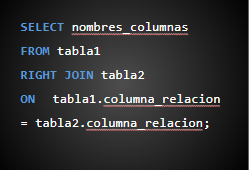 SELECT nombres_columnas
FROM tabla1
RIGHT JOIN tabla2
ON tabla1.columna_relacion
= tabla2.columna_relacion;